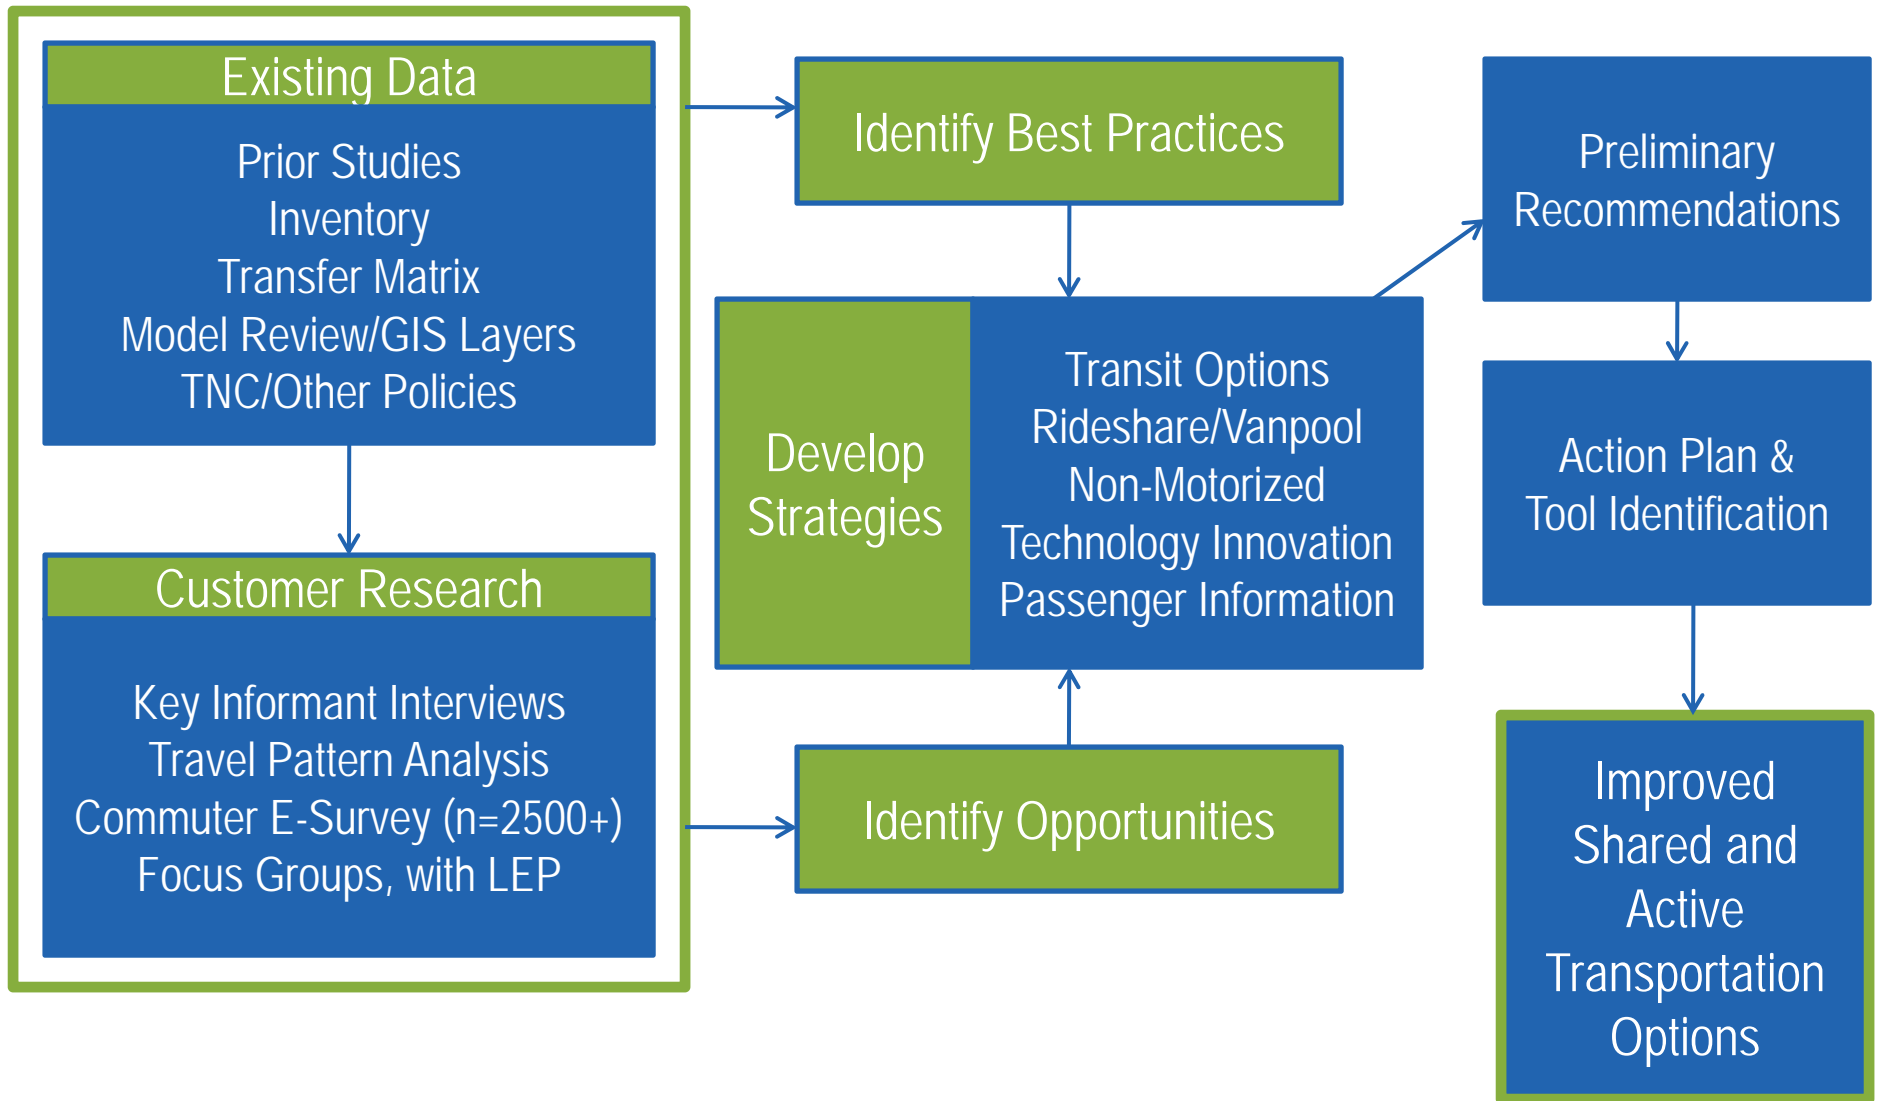 Existing Data
Prior Studies
Inventory
Transfer Matrix
Model Review/GIS Layers
TNC/Other Policies
Customer Research
Key Informant Interviews
Travel Pattern Analysis
Commuter E-Survey (n=2500+)
Focus Groups, with LEP
Identify Best Practices
Develop
Strategies
Transit Options
Rideshare/Vanpool
Non-Motorized
Technology Innovation
Passenger Information
Identify Opportunities
Preliminary
Recommendations
Action Plan &
Tool Identification
Improved
Shared and
Active
Transportation
Options